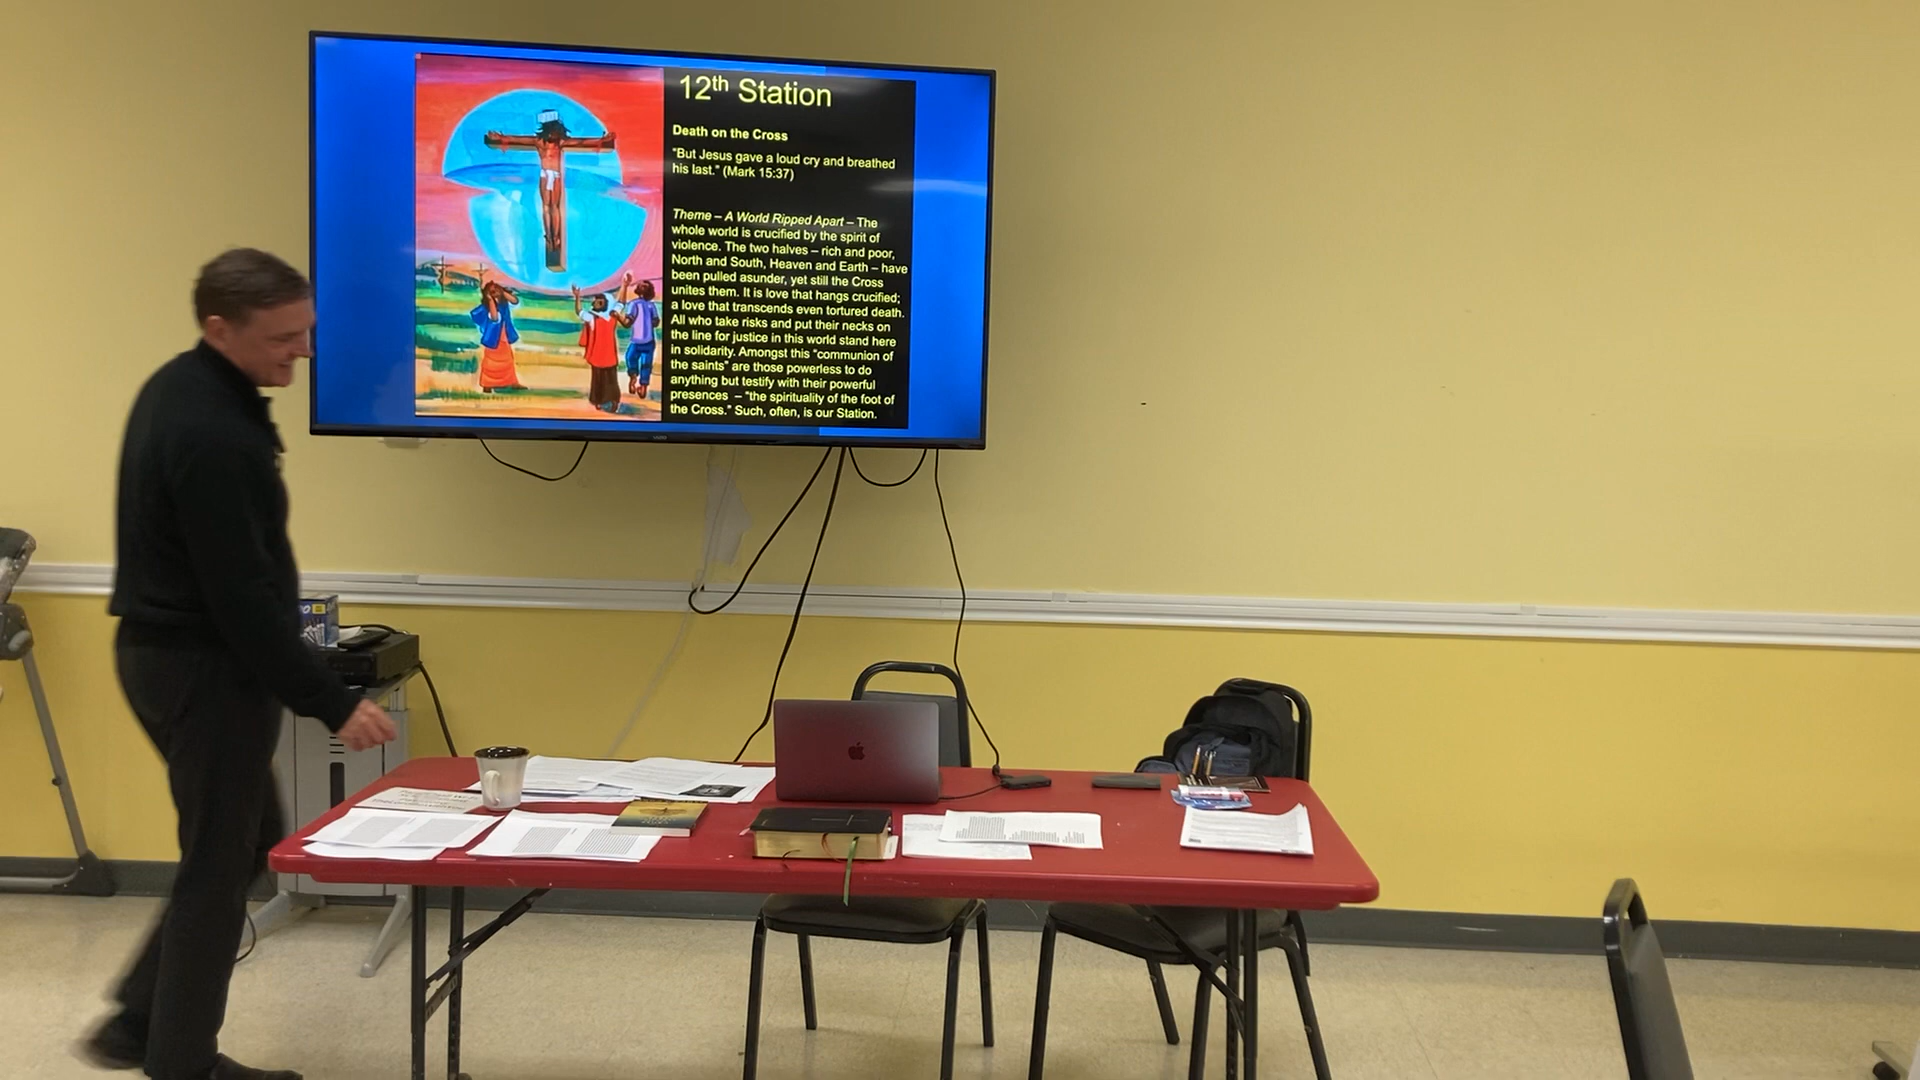 12th Station
Death on the Cross
"But Jesus gave a loud cry and breathed
his last." (Mark 15:37)
Theme – A World Ripped Apart – The
whole world is crucified by the spirit of
violence. The two halves – rich and poor,
North and South, Heaven and Earth – have
been pulled asunder, yet still the Cross
unites them. It is love that hangs crucified;
a love that transcends even tortured death.
All who take risks and put their necks on
the line for justice in this world stand here
in solidarity. Amongst this "communion of
the saints" are those powerless to do
anything but testify with their powerful
presences – "the spirituality of the foot of
the Cross." Such, often, is our Station.